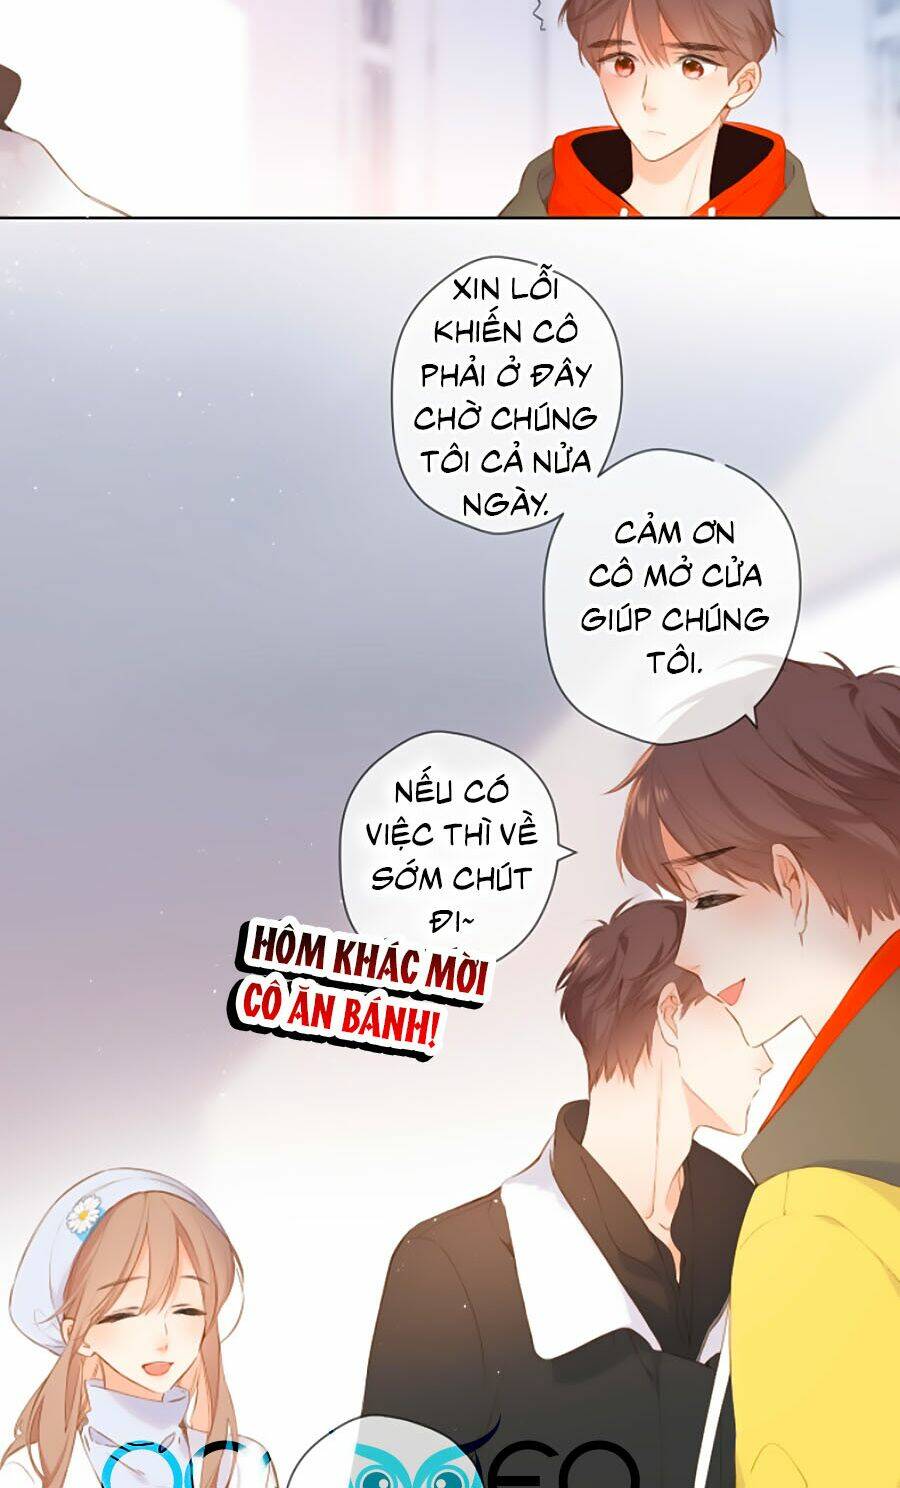 XIN LỖI
KHIẾN CÔ
PHẢI Ở ĐÂY
CHỜ CHÚNG
TÔI CẢ NỬA
NGÀY.
CẢM ƠN
CÔ MỞ CỬA
GIÚP CHÚNG
TÔI.
NẾU CÓ
VIỆC THÌ VỀ
SỚM CHÚT
ĐI~
HÔM KHÁC MỜI
CÔ ĂN BÁNH!